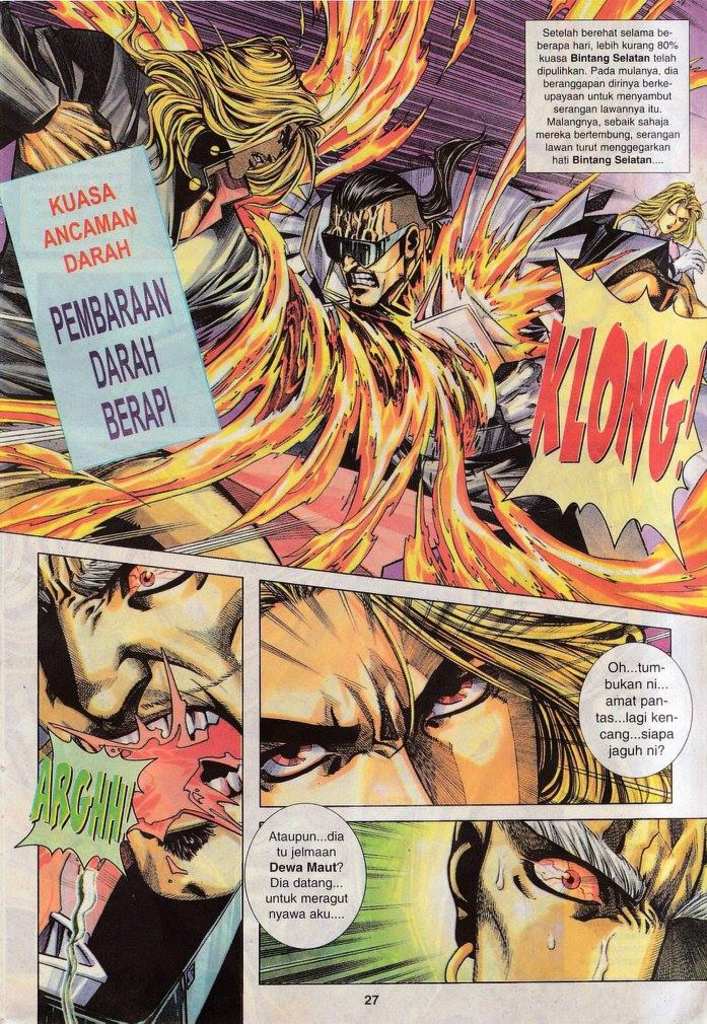 Setelah berehat selama be-
berapa hari, lebih kurang 80%
kuasa Bintang Selatan telah
dipulihkan. Pada mulanya, dia
beranggapan dirinya berke-
upayaan untuk menyambut
serangan lawannya itu.
Malangnya, sebaik sahaja
mereka bertembung, serangan
lawan turut menggegarkan
hati Bintang Selatan....
KUASA
ANCAMAN
DARAH
PEMBARAAN
DARAH
BERAPI
KLONG!
ARGHH!
Oh...tum-
bukan ni...
amat pan-
tas...lagi ken-
cang...siapa
jaguh ni?
Ataupun...dia
tu jelmaan
Dewa Maut?
Dia datang...
untuk meragut
nyawa aku....
27